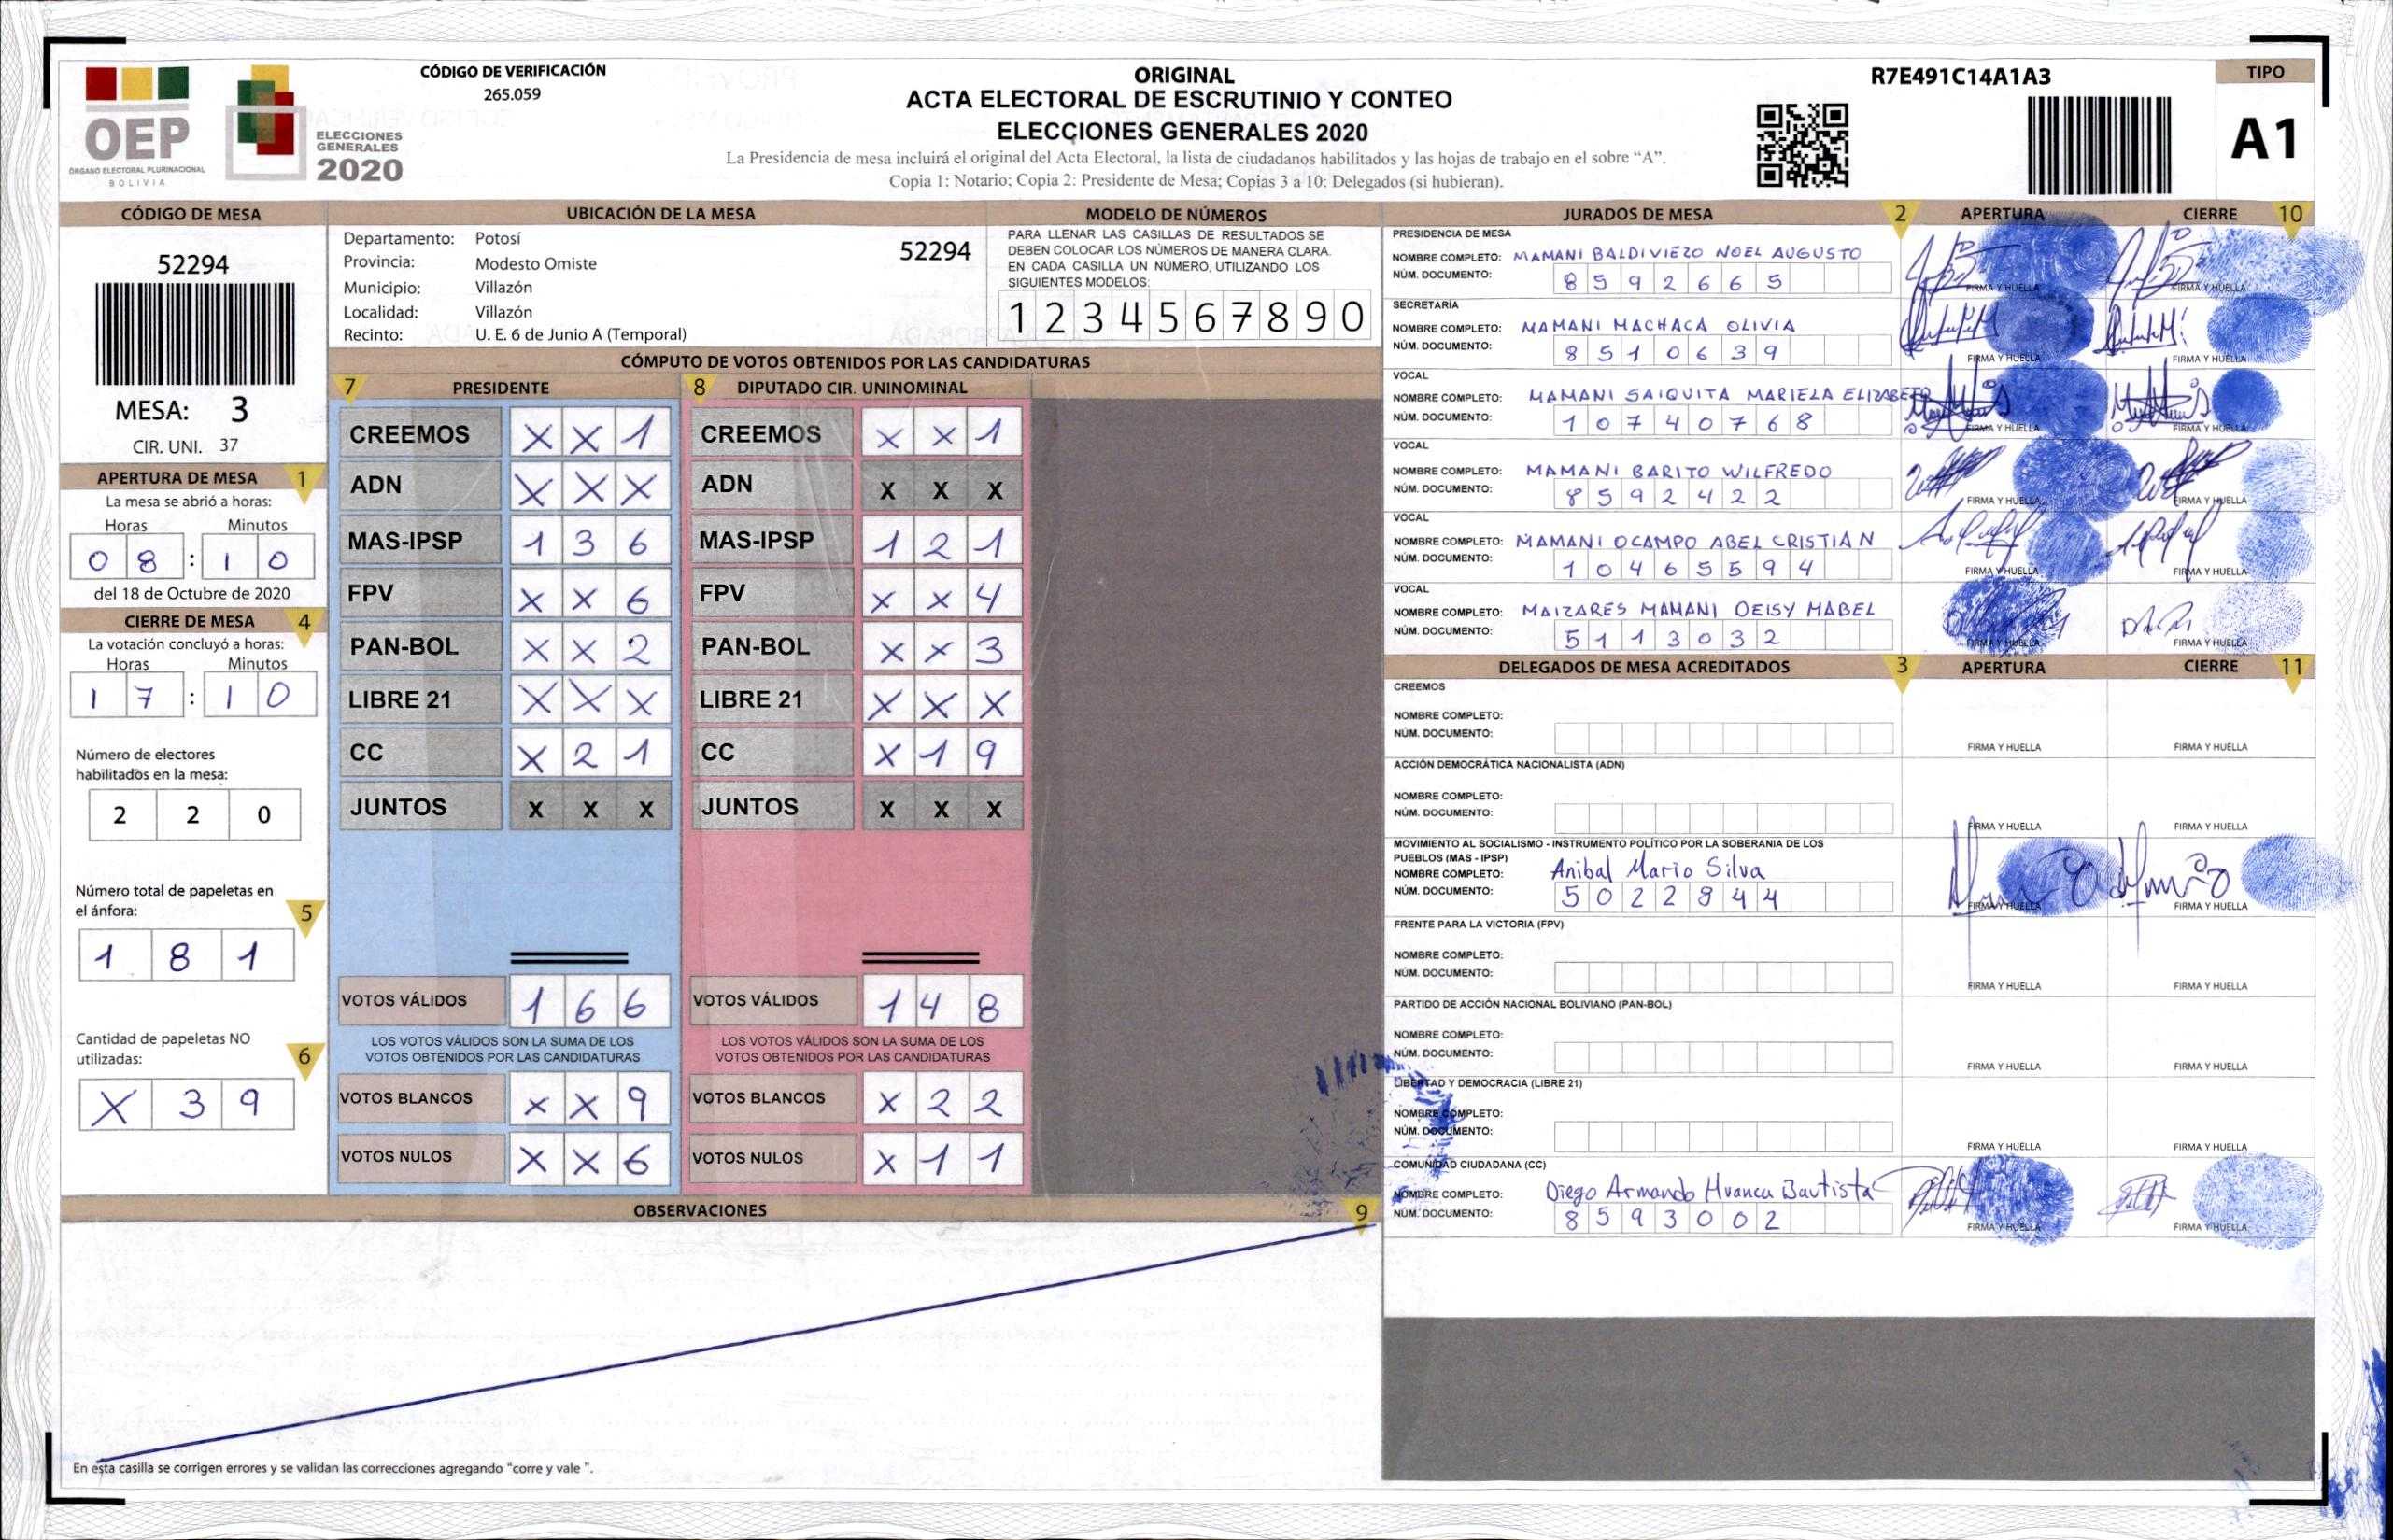 OEP
ÓRGANO ELECTORAL PLURINACIONAL
BOLIVIA
ELECCIONES
GENERALES
2020
CÓDIGO DE VERIFICACIÓN
265.059
ORIGINAL
ACTA ELECTORAL DE ESCRUTINIO Y CONTEO
ELECCIONES GENERALES 2020
La Presidencia de mesa incluirá el original del Acta Electoral, la lista de ciudadanos habilitados y las hojas de trabajo en el sobre “A”.
Copia 1: Notario; Copia 2: Presidente de Mesa; Copias 3 a 10: Delegados (si hubieran).
R7E491C14A1A3
TIPO
A1
CÓDIGO DE MESA
52294
MESA: 3
CIR. UNI. 37
APERTURA DE MESA 1
La mesa se abrió a horas:
Horas Minutos
0 8 : 1 0
del 18 de Octubre de 2020
CIERRE DE MESA 4
La votación concluyó a horas:
Horas Minutos
1 7 : 1 0
Número de electores
habilitados en la mesa:
2 2 0
Número total de papeletas en
el ánfora: 5
1 8 1
Cantidad de papeletas NO
utilizadas: 6
X 3 9
UBICACIÓN DE LA MESA
Departamento: Potosí 52294
Provincia: Modesto Omiste
Municipio: Villazón
Localidad: Villazón
Recinto: U. E. 6 de Junio A (Temporal)
MODELO DE NÚMEROS
PARA LLENAR LAS CASILLAS DE RESULTADOS SE
DEBEN COLOCAR LOS NÚMEROS DE MANERA CLARA.
EN CADA CASILLA UN NÚMERO, UTILIZANDO LOS
SIGUIENTES MODELOS:
1 2 3 4 5 6 7 8 9 0
CÓMPUTO DE VOTOS OBTENIDOS POR LAS CANDIDATURAS
7 PRESIDENTE 8 DIPUTADO CIR. UNINOMINAL
CREEMOS X X 1 CREEMOS X X 1
ADN X X X ADN X X X
MAS-IPSP 1 3 6 MAS-IPSP 1 2 1
FPV X X 6 FPV X X 4
PAN-BOL X X 2 PAN-BOL X X 3
LIBRE 21 X X X LIBRE 21 X X X
CC X 2 1 CC X 1 9
JUNTOS X X X JUNTOS X X X
VOTOS VÁLIDOS 1 6 6 VOTOS VÁLIDOS 1 4 8
LOS VOTOS VÁLIDOS SON LA SUMA DE LOS LOS VOTOS VÁLIDOS SON LA SUMA DE LOS
VOTOS OBTENIDOS POR LAS CANDIDATURAS VOTOS OBTENIDOS POR LAS CANDIDATURAS
VOTOS BLANCOS X X 9 VOTOS BLANCOS X 2 2
VOTOS NULOS X X 6 VOTOS NULOS X 1 1
OBSERVACIONES 9
En esta casilla se corrigen errores y se validan las correcciones agregando “corre y vale ”.
JURADOS DE MESA 2 APERTURA CIERRE 10
PRESIDENCIA DE MESA
NOMBRE COMPLETO: MAMANI BALDIVIEZO NOEL AUGUSTO
NÚM. DOCUMENTO: 8 5 9 2 6 6 5
FIRMA Y HUELLA FIRMA Y HUELLA
SECRETARÍA
NOMBRE COMPLETO: MAMANI MACHACA OLIVIA
NÚM. DOCUMENTO: 8 5 1 0 6 3 9
FIRMA Y HUELLA FIRMA Y HUELLA
VOCAL
NOMBRE COMPLETO: MAMANI SAIQUITA MARIELA ELIZABETH
NÚM. DOCUMENTO: 1 0 7 4 0 7 6 8
FIRMA Y HUELLA FIRMA Y HUELLA
VOCAL
NOMBRE COMPLETO: MAMANI BARITO WILFREDO
NÚM. DOCUMENTO: 8 5 9 2 4 2 2
FIRMA Y HUELLA FIRMA Y HUELLA
VOCAL
NOMBRE COMPLETO: MAMANI OCAMPO ABEL CRISTIAN
NÚM. DOCUMENTO: 1 0 4 6 5 5 9 4
FIRMA Y HUELLA FIRMA Y HUELLA
VOCAL
NOMBRE COMPLETO: MAIZARES MAMANI DEISY MABEL
NÚM. DOCUMENTO: 5 1 1 3 0 3 2
FIRMA Y HUELLA FIRMA Y HUELLA
DELEGADOS DE MESA ACREDITADOS 3 APERTURA CIERRE 11
CREEMOS
NOMBRE COMPLETO:
NÚM. DOCUMENTO:
FIRMA Y HUELLA FIRMA Y HUELLA
ACCIÓN DEMOCRÁTICA NACIONALISTA (ADN)
NOMBRE COMPLETO:
NÚM. DOCUMENTO:
FIRMA Y HUELLA FIRMA Y HUELLA
MOVIMIENTO AL SOCIALISMO - INSTRUMENTO POLÍTICO POR LA SOBERANIA DE LOS
PUEBLOS (MAS - IPSP)
NOMBRE COMPLETO: Anibal Mario Silva
NÚM. DOCUMENTO: 5 0 2 2 9 4 4
FIRMA Y HUELLA FIRMA Y HUELLA
FRENTE PARA LA VICTORIA (FPV)
NOMBRE COMPLETO:
NÚM. DOCUMENTO:
FIRMA Y HUELLA FIRMA Y HUELLA
PARTIDO DE ACCIÓN NACIONAL BOLIVIANO (PAN-BOL)
NOMBRE COMPLETO:
NÚM. DOCUMENTO:
FIRMA Y HUELLA FIRMA Y HUELLA
LIBERTAD Y DEMOCRACIA (LIBRE 21)
NOMBRE COMPLETO:
NÚM. DOCUMENTO:
FIRMA Y HUELLA FIRMA Y HUELLA
COMUNIDAD CIUDADANA (CC)
NOMBRE COMPLETO: Diego Armando Huanca Bautista
NÚM. DOCUMENTO: 8 5 9 3 0 0 2
FIRMA Y HUELLA FIRMA Y HUELLA